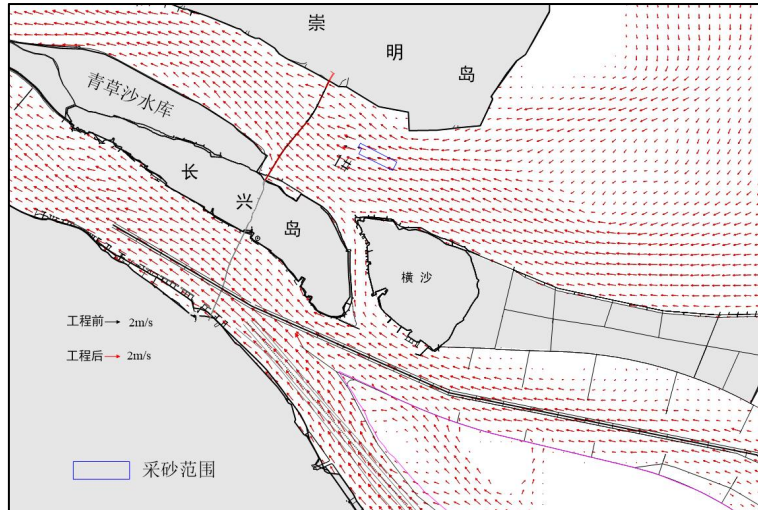 崇明岛
青草沙水库
1#
长兴岛
横沙
工程前 2m/s
工程后 2m/s
采砂范围